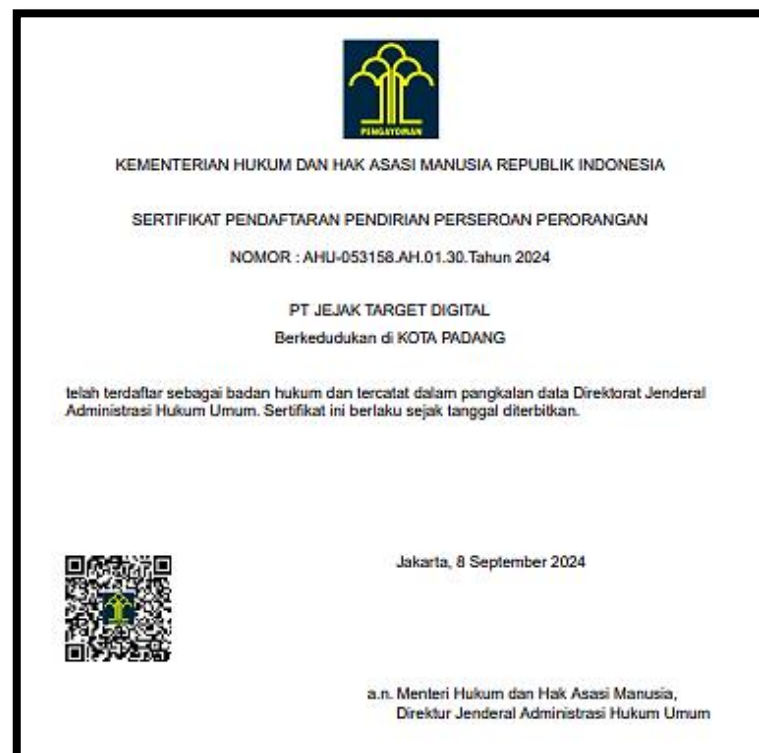 PENGAYOMAN
KEMENTERIAN HUKUM DAN HAK ASASI MANUSIA REPUBLIK INDONESIA
SERTIFIKAT PENDAFTARAN PENDIRIAN PERSEROAN PERORANGAN
NOMOR : AHU-053158.AH.01.30.Tahun 2024
PT JEJAK TARGET DIGITAL
Berkedudukan di KOTA PADANG
telah terdaftar sebagai badan hukum dan tercatat dalam pangkalan data Direktorat Jenderal
Administrasi Hukum Umum. Sertifikat ini berlaku sejak tanggal diterbitkan.
Jakarta, 8 September 2024
a.n. Menteri Hukum dan Hak Asasi Manusia,
Direktur Jenderal Administrasi Hukum Umum